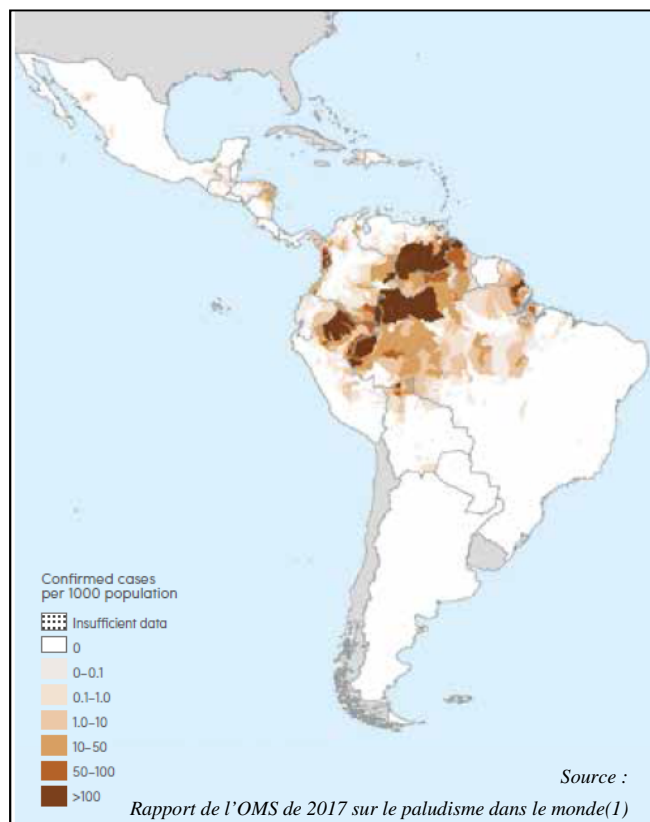 Confirmed cases
per 1000 population
Insufficient data
0
0–0.1
0.1–1.0
1.0–10
10–50
50–100
>100
Source :
Rapport de l'OMS de 2017 sur le paludisme dans le monde(1)